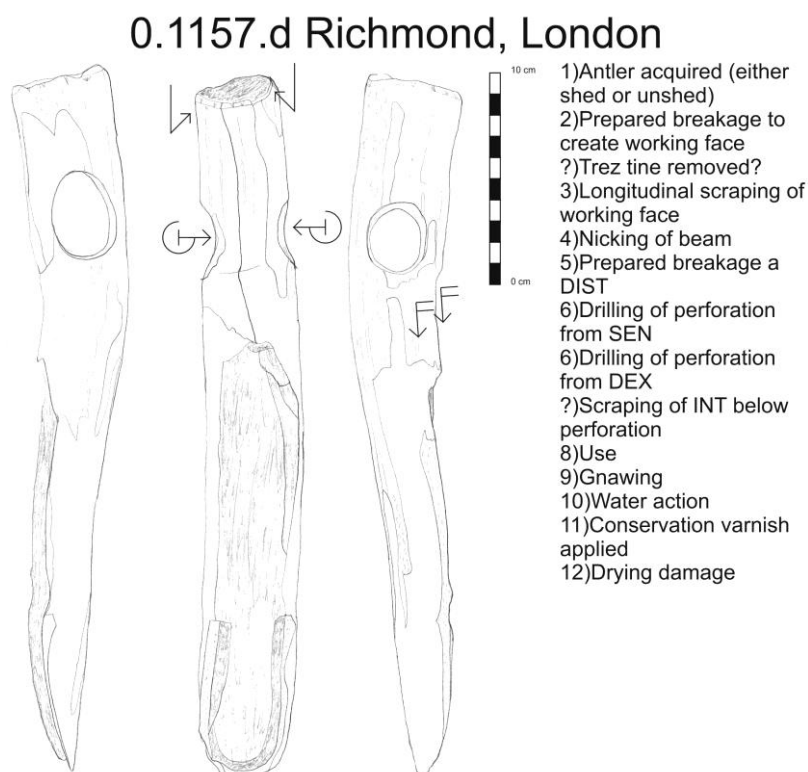 0.1157.d Richmond, London
10 cm
0 cm
1)Antler acquired (either
shed or unshed)
2)Prepared breakage to
create working face
?)Trez tine removed?
3)Longitudinal scraping of
working face
4)Nicking of beam
5)Prepared breakage a
DIST
6)Drilling of perforation
from SEN
6)Drilling of perforation
from DEX
?)Scraping of INT below
perforation
8)Use
9)Gnawing
10)Water action
11)Conservation varnish
applied
12)Drying damage